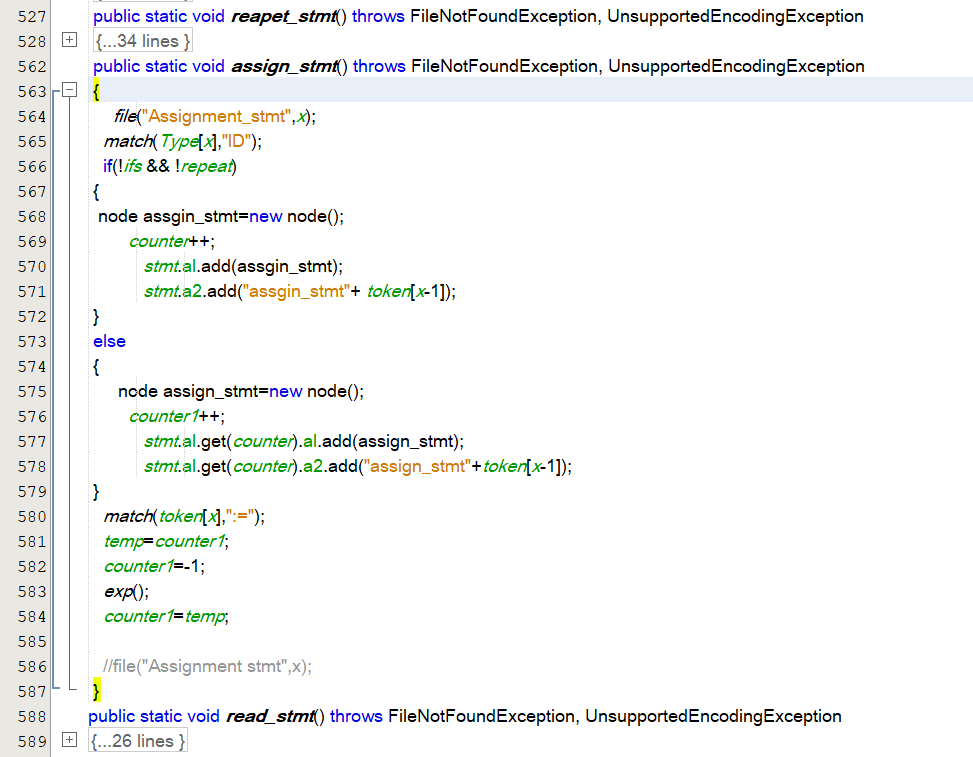 527 public static void reapet_stmt() throws FileNotFoundException, UnsupportedEncodingException
528 {...34 lines }
562 public static void assign_stmt() throws FileNotFoundException, UnsupportedEncodingException
563 {
564 file("Assignment_stmt",x);
565 match(Type[x],"ID");
566 if(!ifs && !repeat)
567 {
568 node assgin_stmt=new node();
569 counter++;
570 stmt.al.add(assgin_stmt);
571 stmt.a2.add("assgin_stmt"+ token[x-1]);
572 }
573 else
574 {
575 node assign_stmt=new node();
576 counter1++;
577 stmt.al.get(counter).al.add(assign_stmt);
578 stmt.al.get(counter).a2.add("assign_stmt"+token[x-1]);
579 }
580 match(token[x],":=");
581 temp=counter1;
582 counter1=-1;
583 exp();
584 counter1=temp;
585
586 //file("Assignment stmt",x);
587 }
588 public static void read_stmt() throws FileNotFoundException, UnsupportedEncodingException
589 {...26 lines }